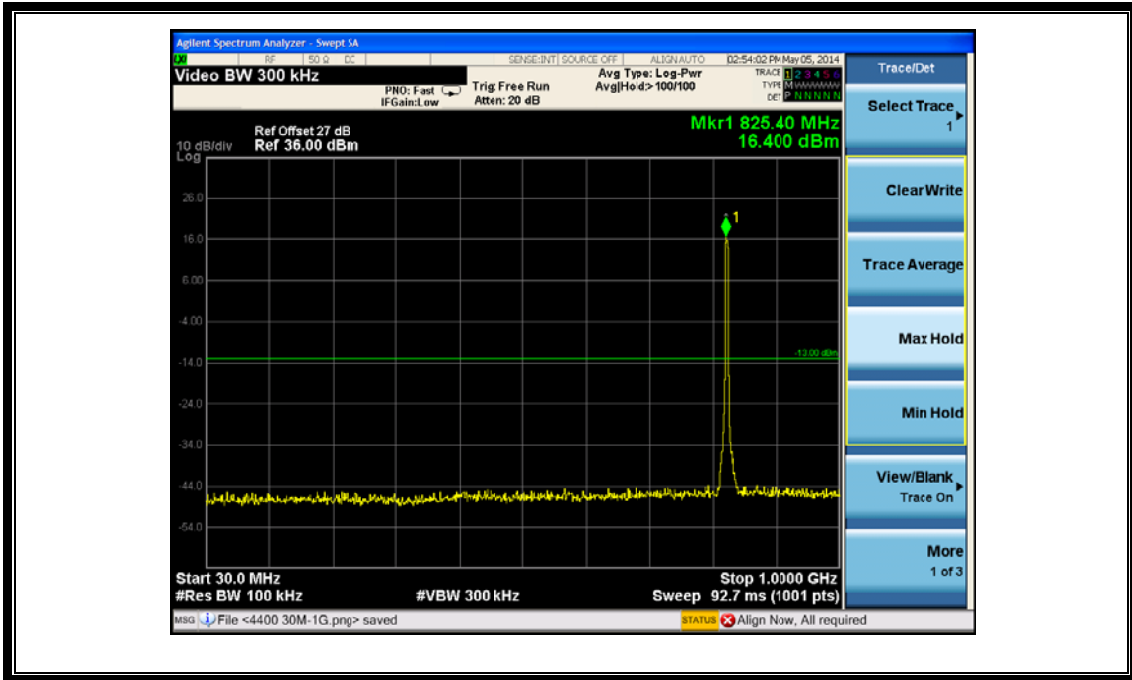 Agilent Spectrum Analyzer - Swept SA
LXI RF 50 Ω DC SENSE:INT SOURCE OFF ALIGN AUTO 02:54:02 PM May 05, 2014
Video BW 300 kHz
PNO: Fast
IFGain:Low
Trig: Free Run
Atten: 20 dB
Avg Type: Log-Pwr
Avg|Hold:> 100/100
TRACE 1 2 3 4 5 6
TYPE M W W W W W
DET P N N N N N
Mkr1 825.40 MHz
16.400 dBm
Ref Offset 27 dB
10 dB/div Ref 36.00 dBm
Log
1
26.0
16.0
6.00
-4.00
-13.00 dBm
-14.0
-24.0
-34.0
-44.0
-54.0
Start 30.0 MHz Stop 1.0000 GHz
#Res BW 100 kHz #VBW 300 kHz Sweep 92.7 ms (1001 pts)
MSG File <4400 30M-1G.png> saved STATUS Align Now, All required
Trace/Det
Select Trace
1
Clear Write
Trace Average
Max Hold
Min Hold
View/Blank
Trace On
More
1 of 3